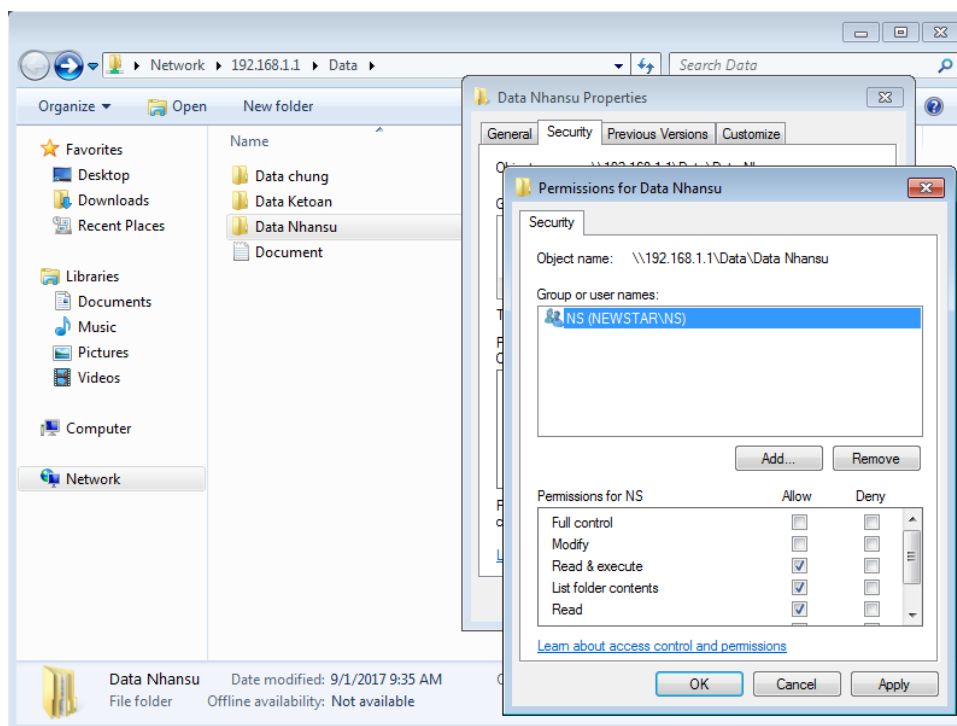 Network 192.168.1.1 Data
Search Data
Organize Open New folder
Favorites
Desktop
Downloads
Recent Places
Libraries
Documents
Music
Pictures
Videos
Computer
Network
Name
Data chung
Data Ketoan
Data Nhansu
Document
Data Nhansu Properties
General Security Previous Versions Customize
Permissions for Data Nhansu
Security
Object name: \\192.168.1.1\Data\Data Nhansu
Group or user names:
NS (NEWSTAR\NS)
Add... Remove
Permissions for NS Allow Deny
Full control
Modify
Read & execute
List folder contents
Read
Learn about access control and permissions
OK Cancel Apply
Data Nhansu Date modified: 9/1/2017 9:35 AM
File folder Offline availability: Not available